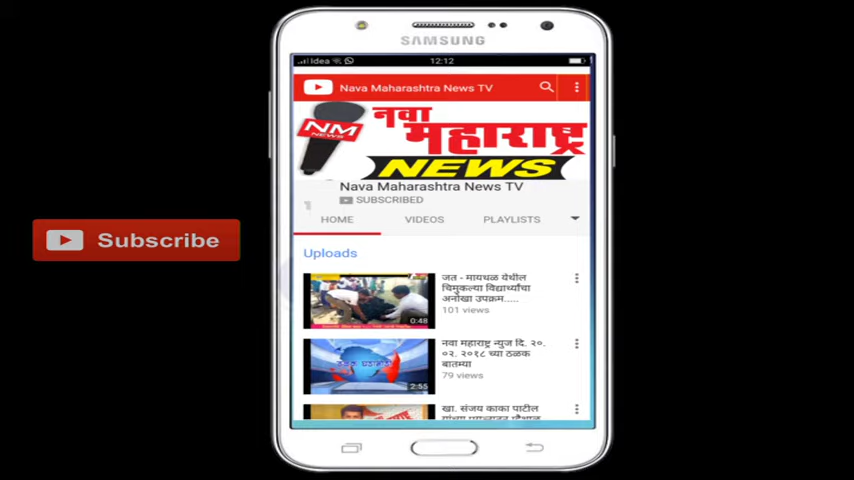 SAMSUNG
Idea
12:12
Nava Maharashtra News TV
NM
NEWS
नवा
महाराष्ट्र
NEWS
Nava Maharashtra News TV
SUBSCRIBED
HOME VIDEOS PLAYLISTS
Subscribe
Uploads
जत - मायथळ येथील
चिमुकल्या विद्यार्थ्यांचा
अनोखा उपक्रम.....
101 views
0:48
नवा महाराष्ट्र न्युज दि. २०.
०२. २०१८ च्या ठळक
बातम्या
79 views
2:55
खा. संजय काका पाटील